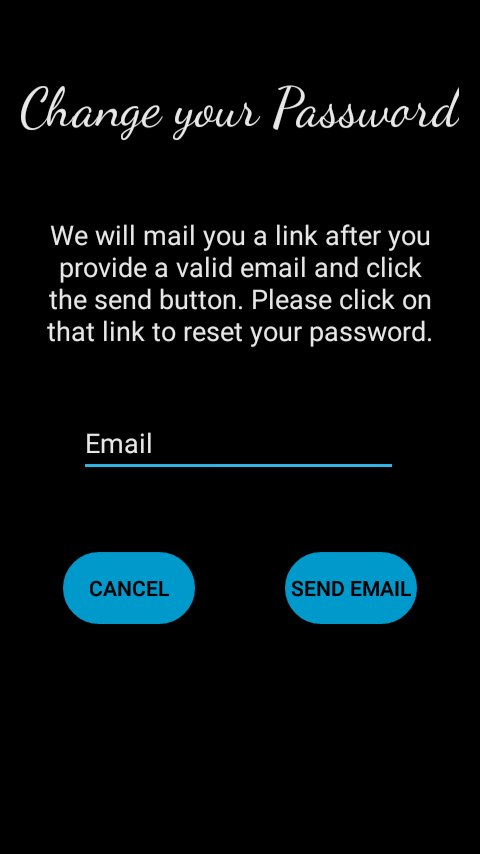 Change your Password
We will mail you a link after you
provide a valid email and click
the send button. Please click on
that link to reset your password.
Email
CANCEL
SEND EMAIL